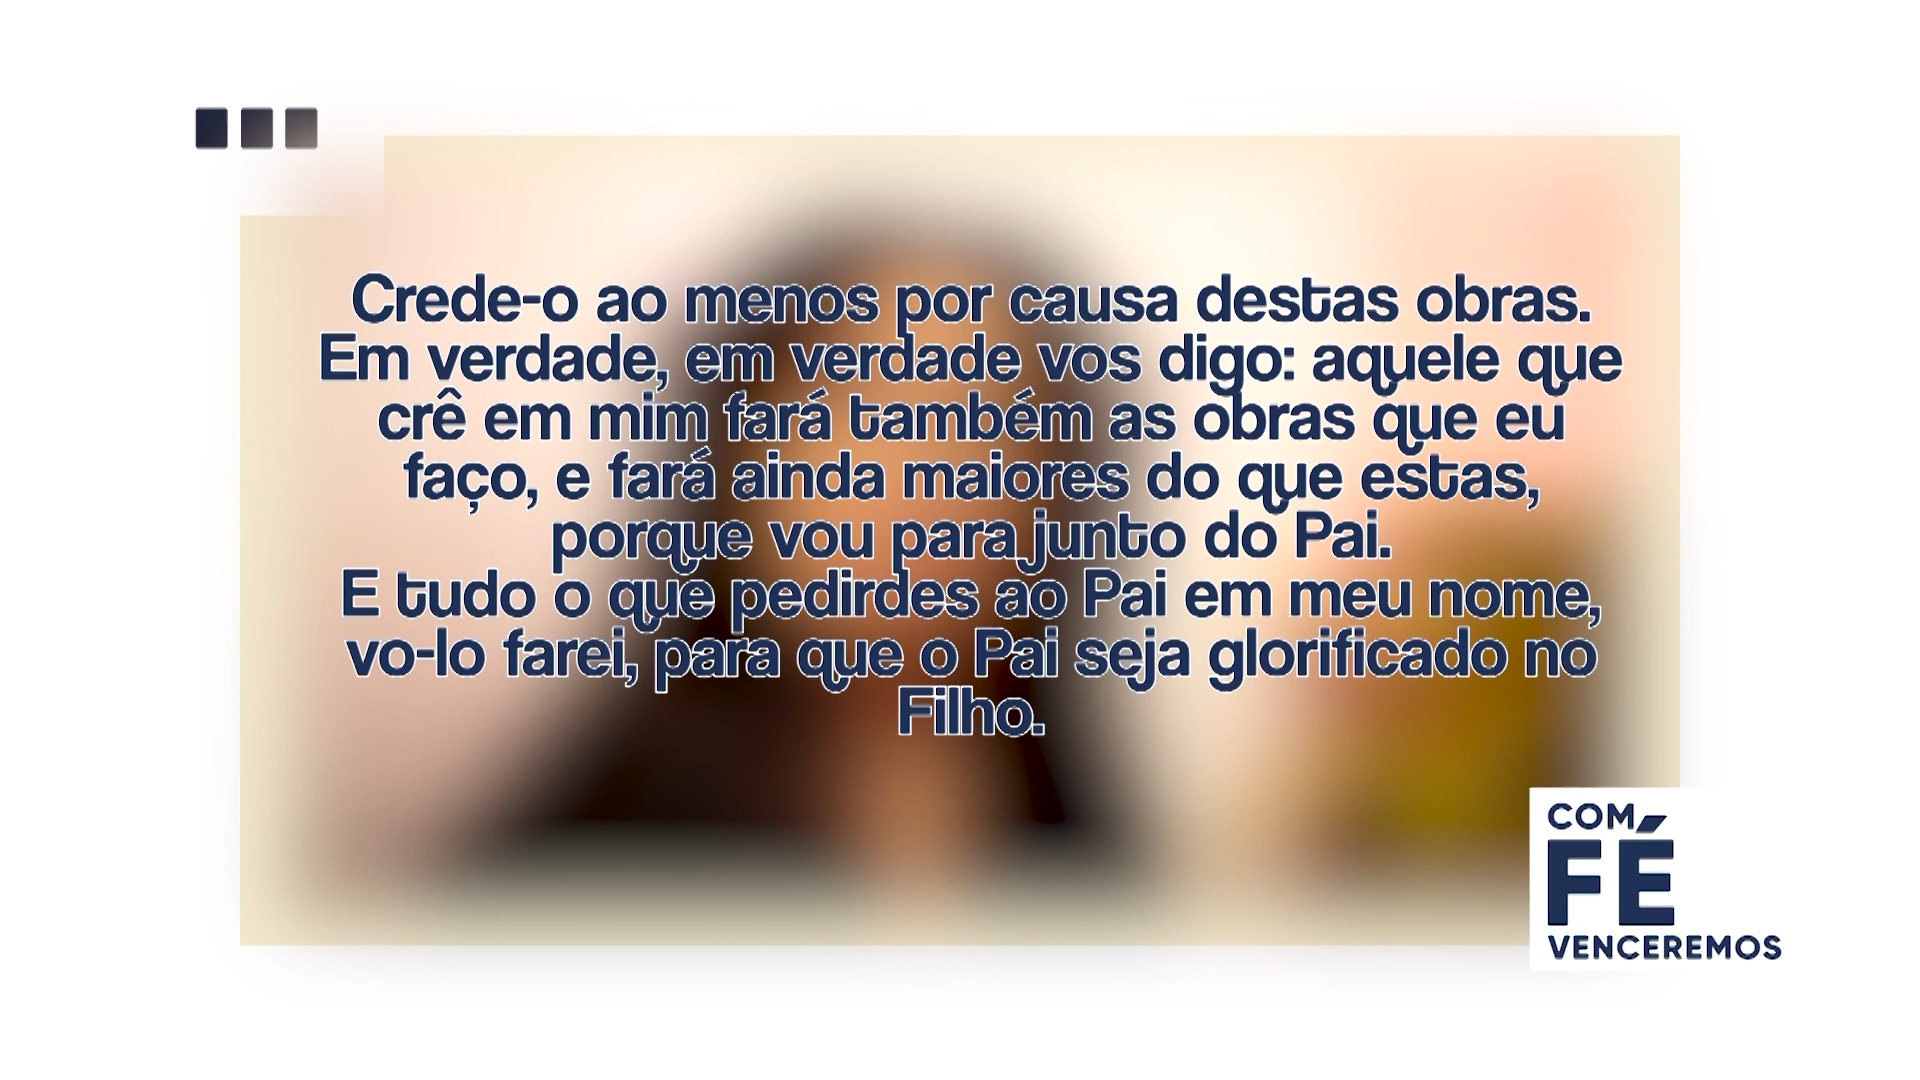 Crede-o ao menos por causa destas obras.
Em verdade, em verdade vos digo: aquele que
crê em mim fará também as obras que eu
faço, e fará ainda maiores do que estas,
porque vou para junto do Pai.
E tudo o que pedirdes ao Pai em meu nome,
vo-lo farei, para que o Pai seja glorificado no
Filho.
COM
FÉ
VENCEREMOS